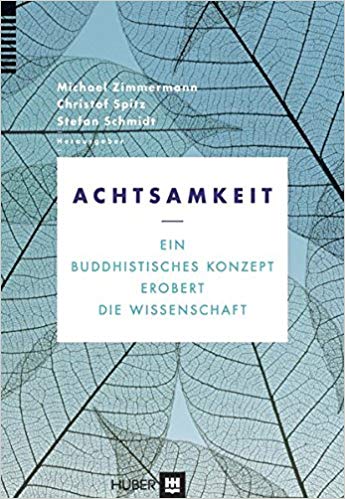 Michael Zimmermann
Christof Spitz
Stefan Schmidt
Herausgeber
ACHTSAMKEIT
EIN
BUDDHISTISCHES KONZEPT
EROBERT
DIE WISSENSCHAFT
HUBER